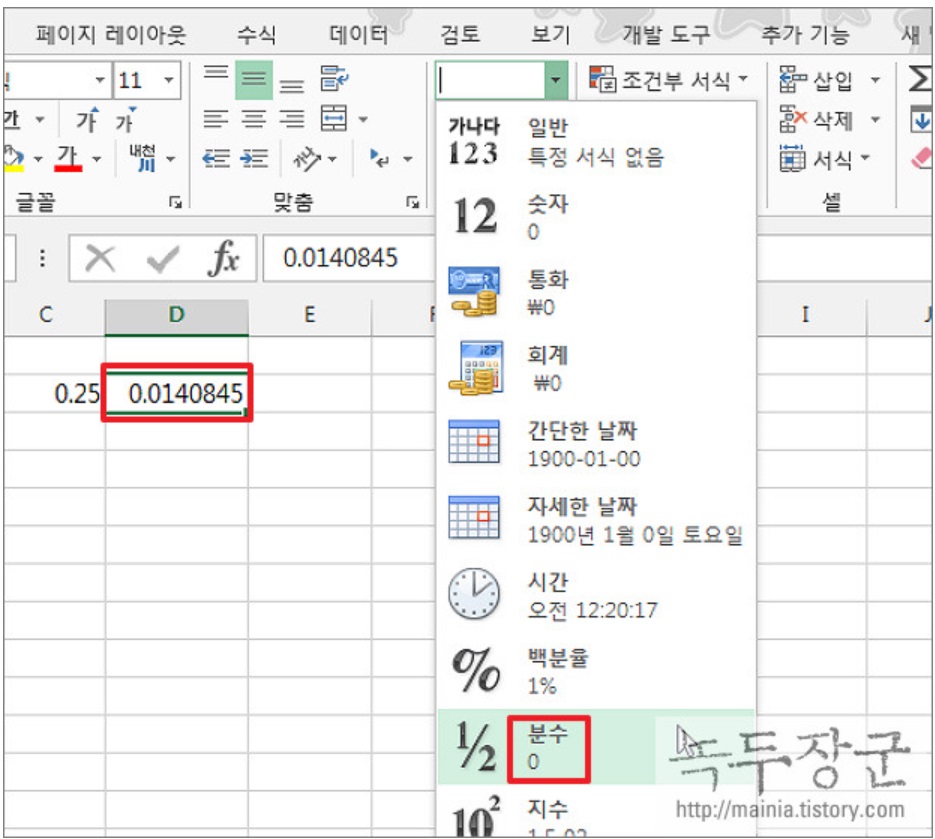 페이지 레이아웃 수식 데이터 검토 보기 개발 도구 추가 기능 새
11 조건부 서식 삽입
간 가 가 삭제
가 내천 川 서식
글꼴 맞춤 셀
fx 0.0140845
C D E I
0.25 0.0140845
가나다 123 일반
특정 서식 없음
12 숫자
0
통화
₩0
회계
₩0
간단한 날짜
1900-01-00
자세한 날짜
1900년 1월 0일 토요일
시간
오전 12:20:17
% 백분율
1%
1/2 분수
0
10² 지수
녹두장군
http://mainia.tistory.com